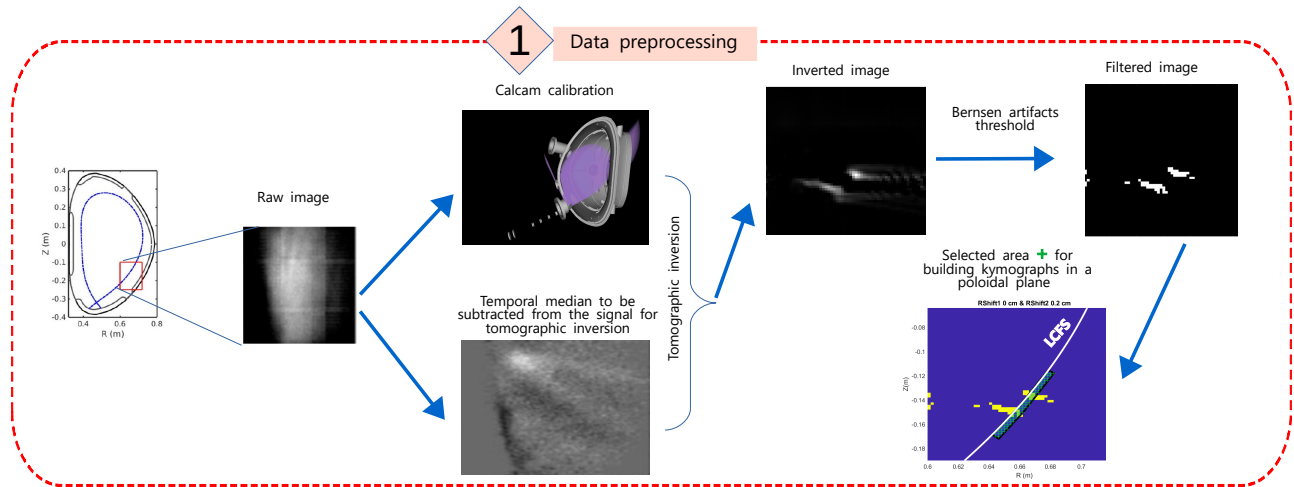 1
Data preprocessing
Calcam calibration
Inverted image
Filtered image
Bernsen artifacts
threshold
Raw image
0.4
0.3
0.2
0.1
0
-0.1
-0.2
-0.3
-0.4
Z (m)
0.4
0.6
0.8
R (m)
Temporal median to be
subtracted from the signal for
tomographic inversion
Tomographic inversion
Selected area + for
building kymographs in a
poloidal plane
RShift1 0 cm & RShift2 0.2 cm
LCFS
-0.08
-0.1
-0.12
-0.14
-0.16
-0.18
Z(m)
0.6
0.62
0.64
0.66
0.68
0.7
R (m)